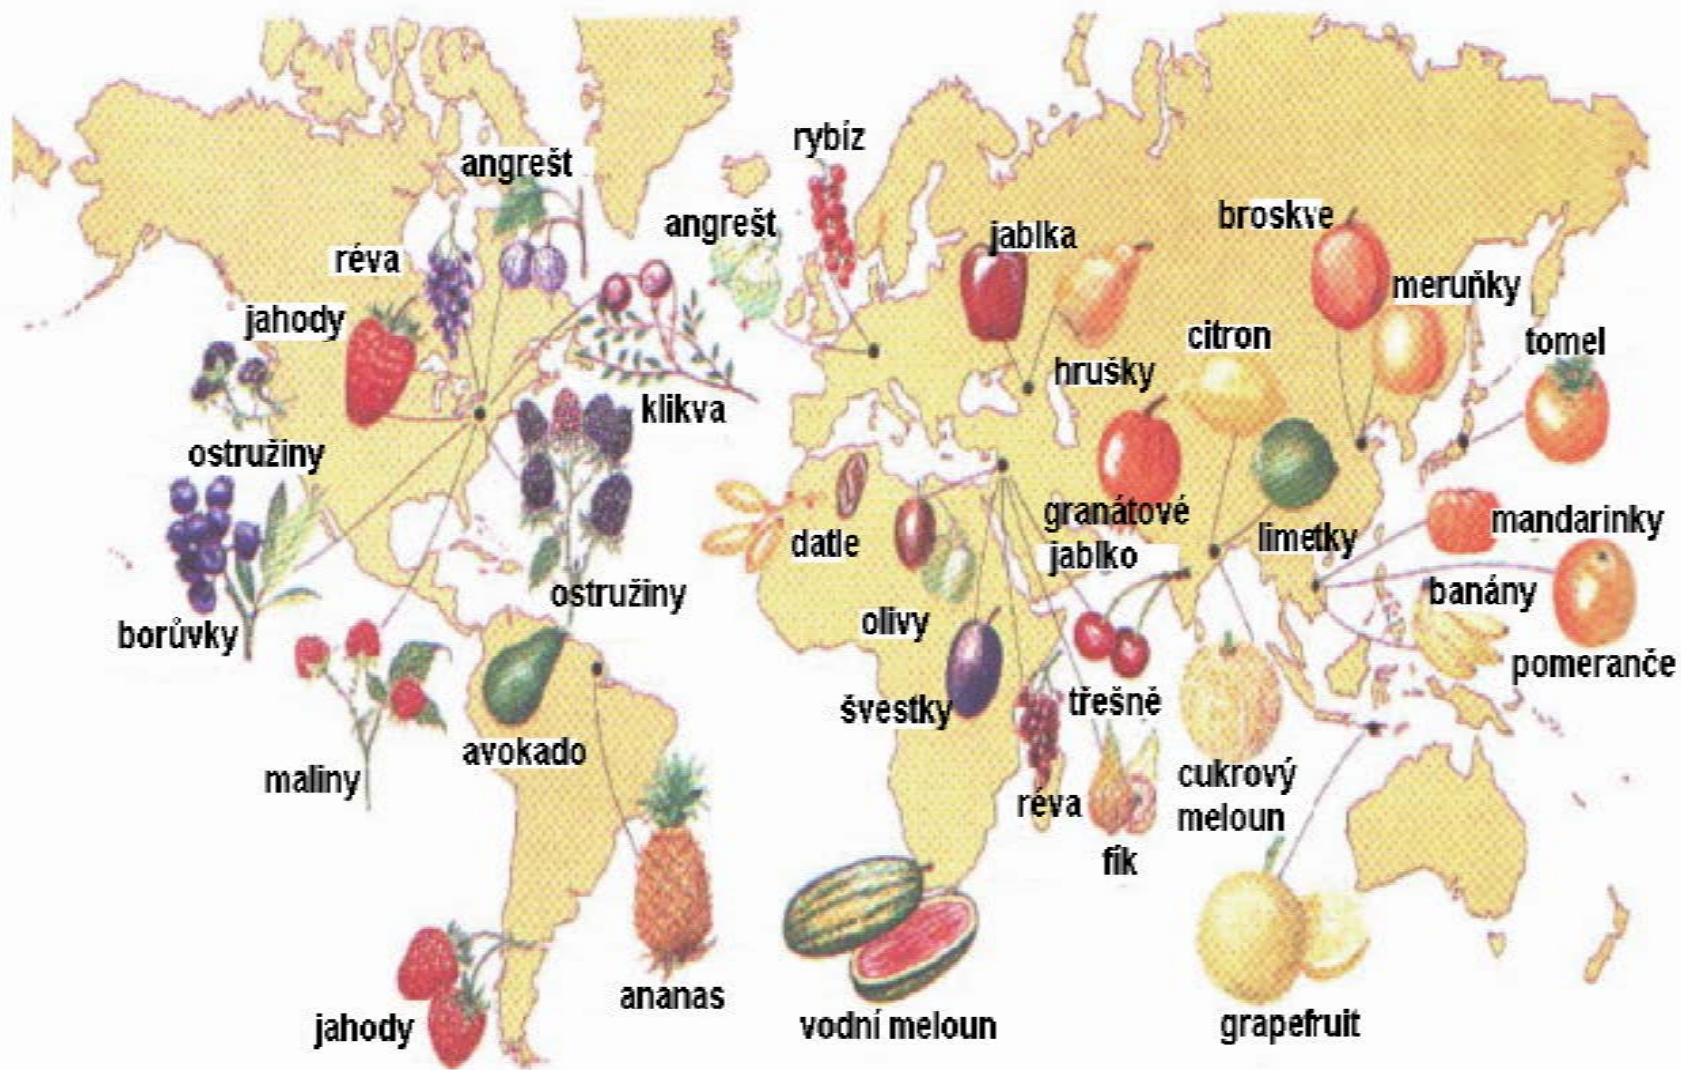 rybíz
angrešt
angrešt
broskve
jablka
réva
meruňky
jahody
citron
tomel
hrušky
klikva
ostružiny
granátové
jablko
mandarinky
datle
limetky
ostružiny
banány
olivy
borůvky
pomeranče
třešně
švestky
avokado
maliny
cukrový
meloun
réva
fík
ananas
jahody
vodní meloun
grapefruit